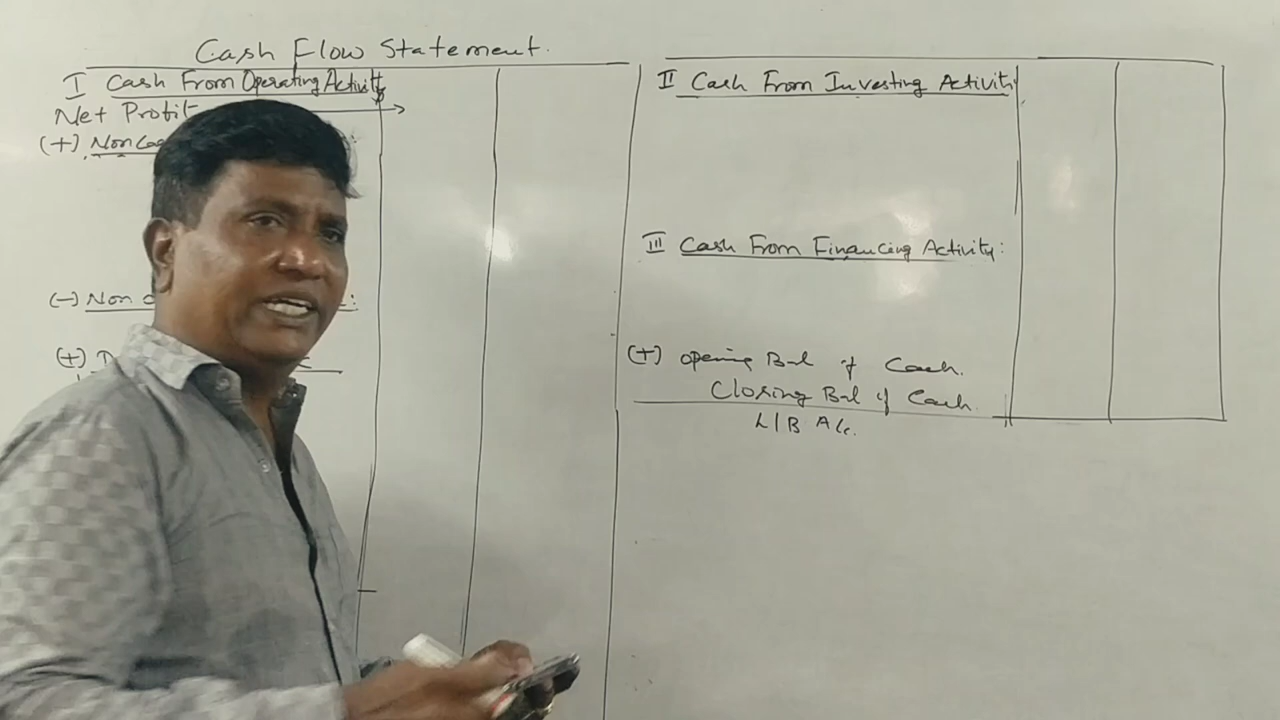 Cash Flow Statement.
I Cash From Operating Activity
Net Profit
(+) Non
(-) Non
(+)
II Cash From Investing Activity
III Cash From Financing Activity:
(+) opening Bal of Cash.
Closing Bal of Cash